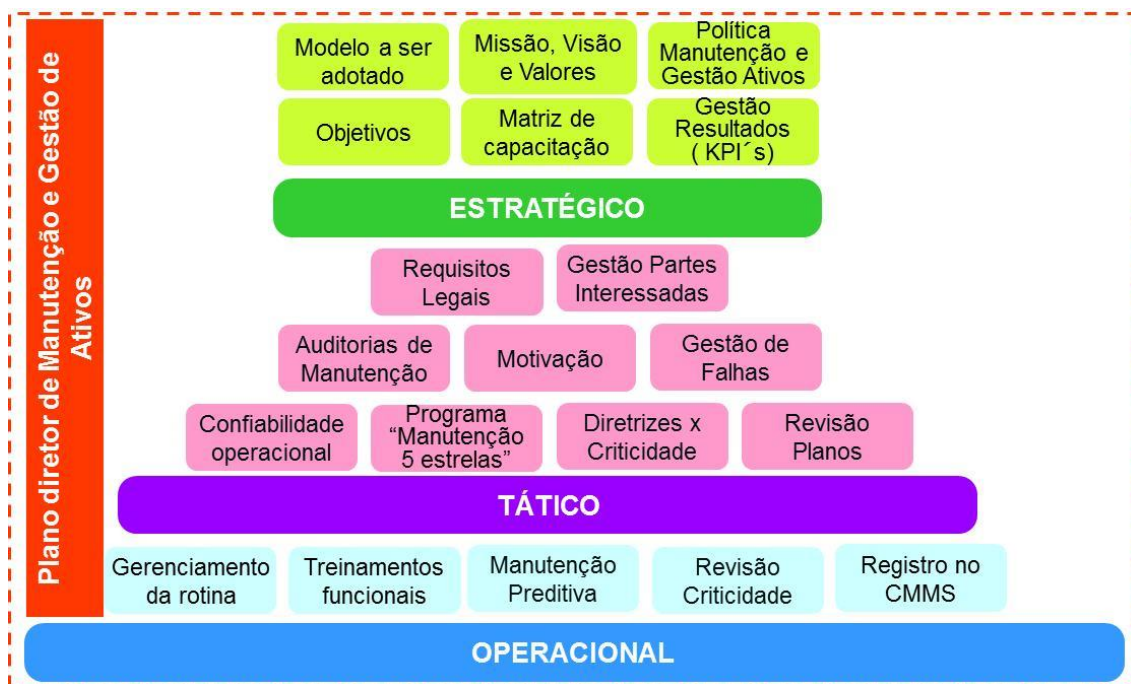 Plano diretor de Manutenção e Gestão de
Ativos
Modelo a ser
adotado
Missão, Visão
e Valores
Política
Manutenção e
Gestão Ativos
Objetivos
Matriz de
capacitação
Gestão
Resultados
( KPI´s)
ESTRATÉGICO
Requisitos
Legais
Gestão Partes
Interessadas
Auditorias de
Manutenção
Motivação
Gestão de
Falhas
Confiabilidade
operacional
Programa
“Manutenção
5 estrelas”
Diretrizes x
Criticidade
Revisão
Planos
TÁTICO
Gerenciamento
da rotina
Treinamentos
funcionais
Manutenção
Preditiva
Revisão
Criticidade
Registro no
CMMS
OPERACIONAL